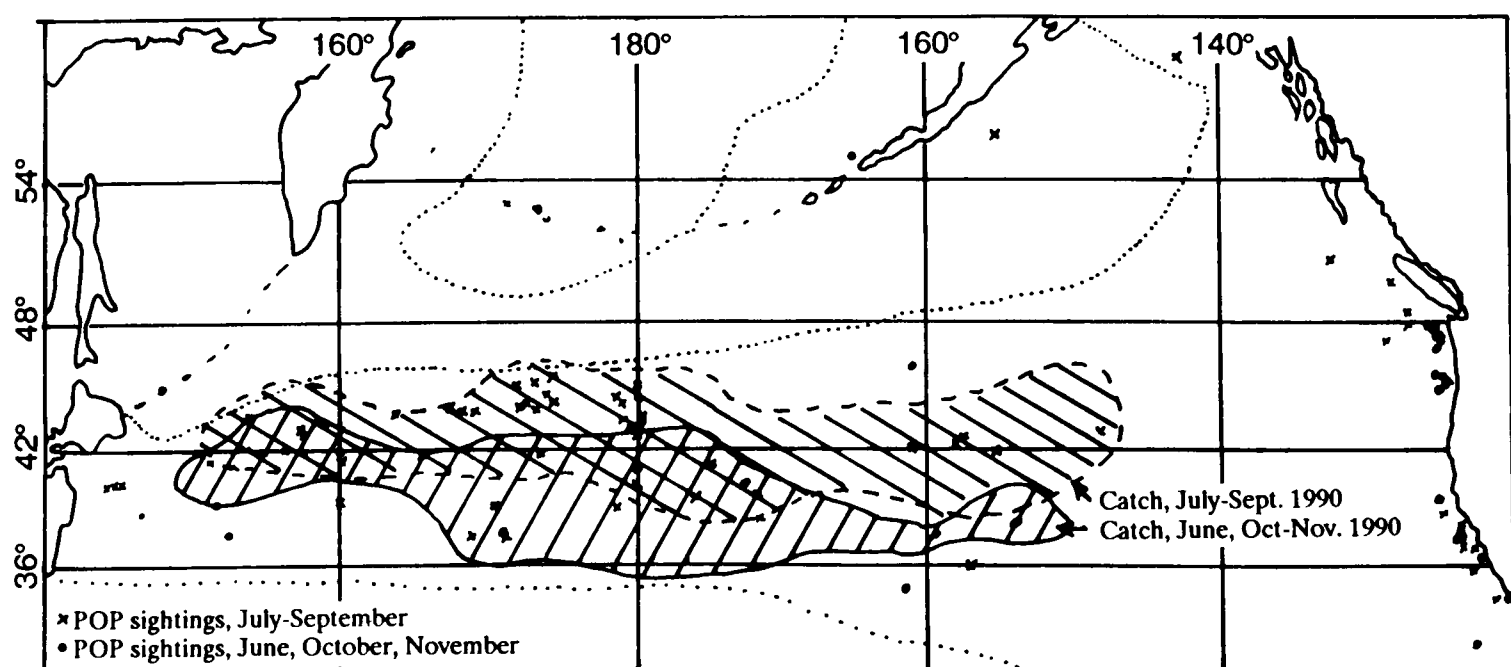 160° 180° 160° 140°
54°
48°
42°
Catch, July-Sept. 1990
Catch, June, Oct-Nov. 1990
36°
× POP sightings, July-September
• POP sightings, June, October, November